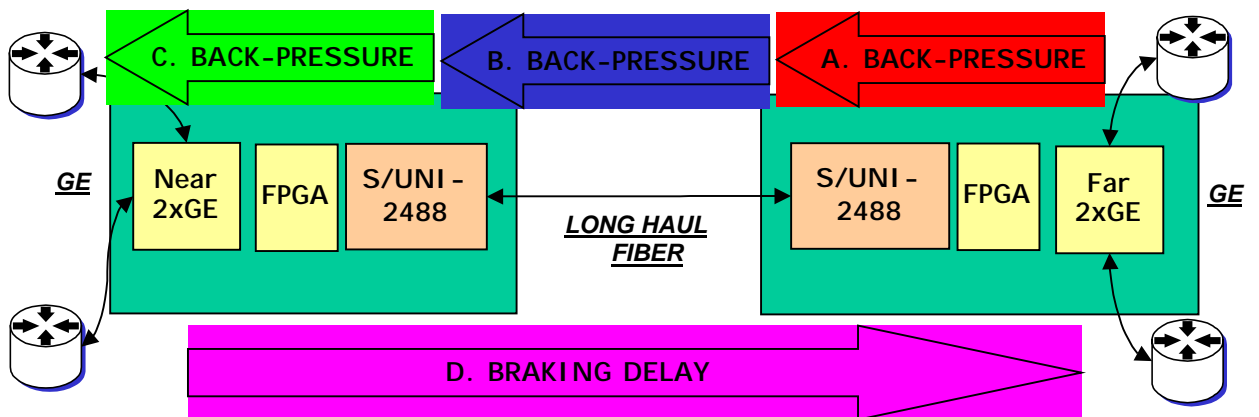 C. BACK-PRESSURE
B. BACK-PRESSURE
A. BACK-PRESSURE
GE
Near
2xGE
FPGA
S/UNI-
2488
LONG HAUL
FIBER
S/UNI-
2488
FPGA
Far
2xGE
GE
D. BRAKING DELAY